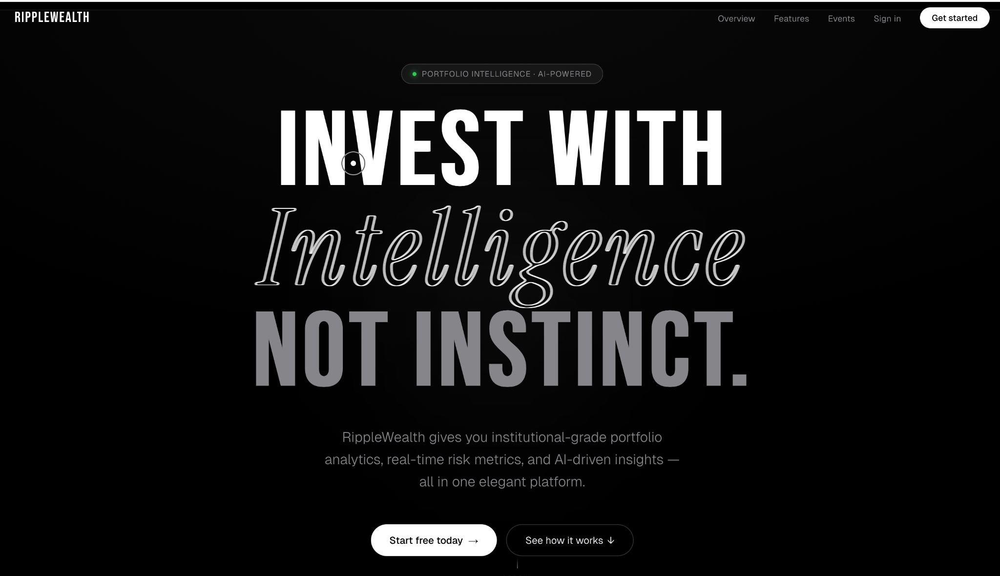 RIPPLEWEALTH
Overview Features Events Sign in Get started
PORTFOLIO INTELLIGENCE · AI-POWERED
INVEST WITH
Intelligence
NOT INSTINCT.
RippleWealth gives you institutional-grade portfolio
analytics, real-time risk metrics, and AI-driven insights —
all in one elegant platform.
Start free today → See how it works ↓